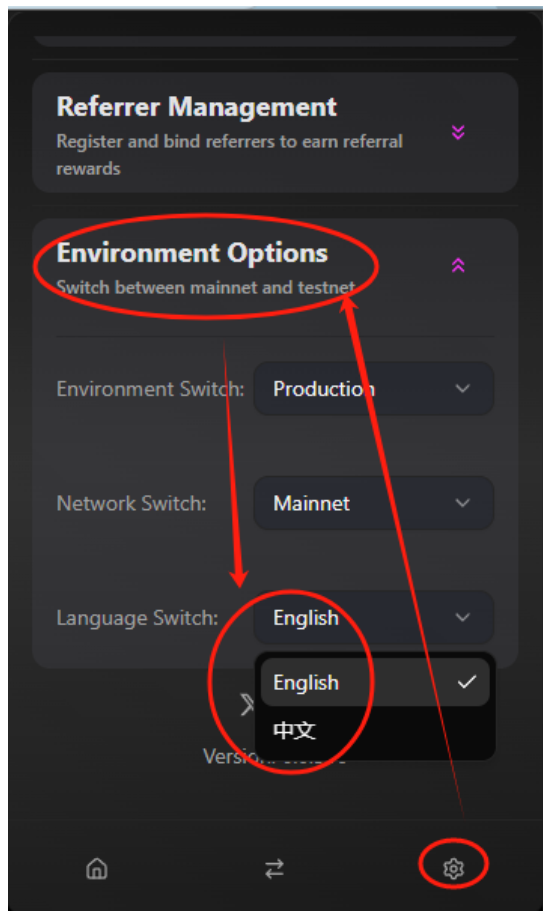 Referrer Management
Register and bind referrers to earn referral
rewards
Environment Options
Switch between mainnet and testnet
Environment Switch: Production
Network Switch: Mainnet
Language Switch: English
English
中文